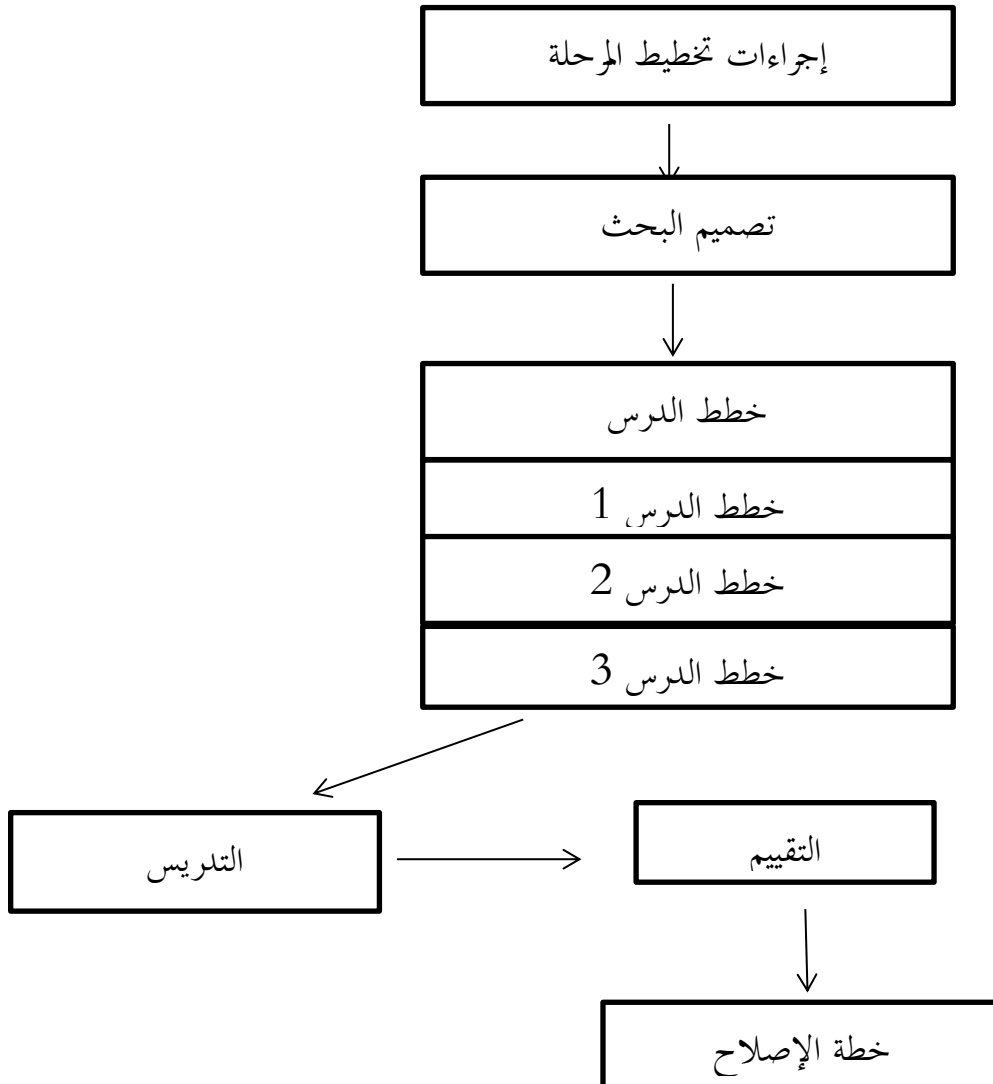 إجراءات تخطيط المرحلة
تصميم البحث
خطط الدرس
خطط الدرس 1
خطط الدرس 2
خطط الدرس 3
التدريس
التقييم
خطة الإصلاح